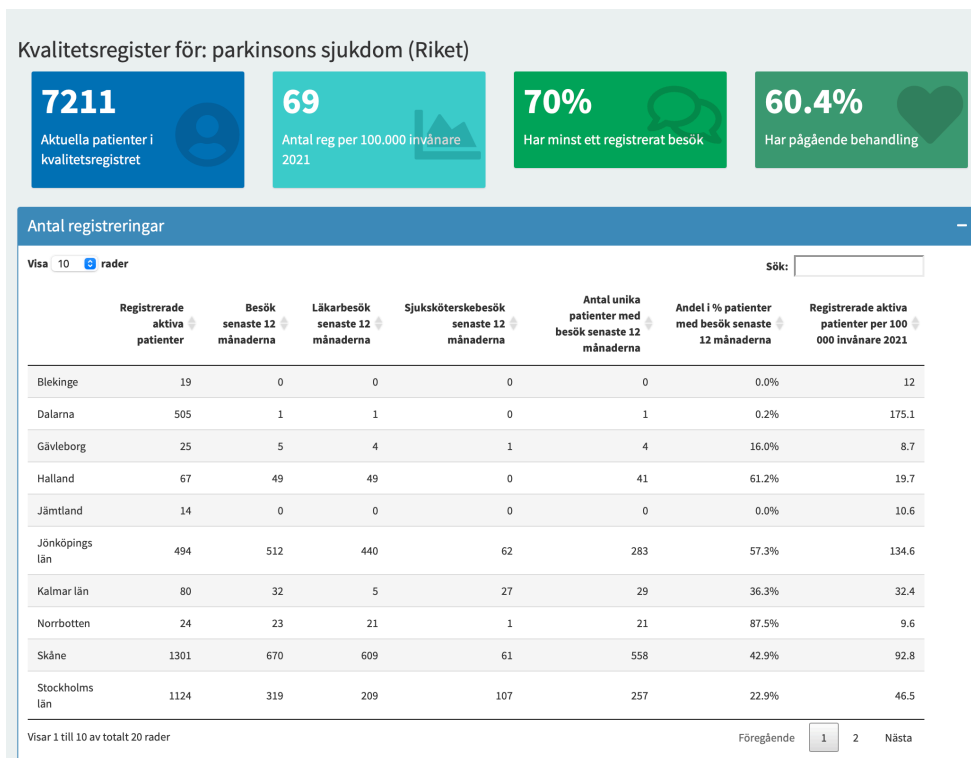 Kvalitetsregister för: parkinsons sjukdom (Riket)
7211
Aktuella patienter i
kvalitetsregistret
69
Antal reg per 100.000 invånare
2021
70%
Har minst ett registrerat besök
60.4%
Har pågående behandling
Antal registreringar
Visa 10 rader
Sök:
Registrerade aktiva patienter	Besök senaste 12 månaderna	Läkarbesök senaste 12 månaderna	Sjuksköterskebesök senaste 12 månaderna	Antal unika patienter med besök senaste 12 månaderna	Andel i % patienter med besök senaste 12 månaderna	Registrerade aktiva patienter per 100 000 invånare 2021
Blekinge 19 0 0 0 0 0.0% 12
Dalarna 505 1 1 0 1 0.2% 175.1
Gävleborg 25 5 4 1 4 16.0% 8.7
Halland 67 49 49 0 41 61.2% 19.7
Jämtland 14 0 0 0 0 0.0% 10.6
Jönköpings län 494 512 440 62 283 57.3% 134.6
Kalmar län 80 32 5 27 29 36.3% 32.4
Norrbotten 24 23 21 1 21 87.5% 9.6
Skåne 1301 670 609 61 558 42.9% 92.8
Stockholms län 1124 319 209 107 257 22.9% 46.5
Visar 1 till 10 av totalt 20 rader
Föregående 1 2 Nästa